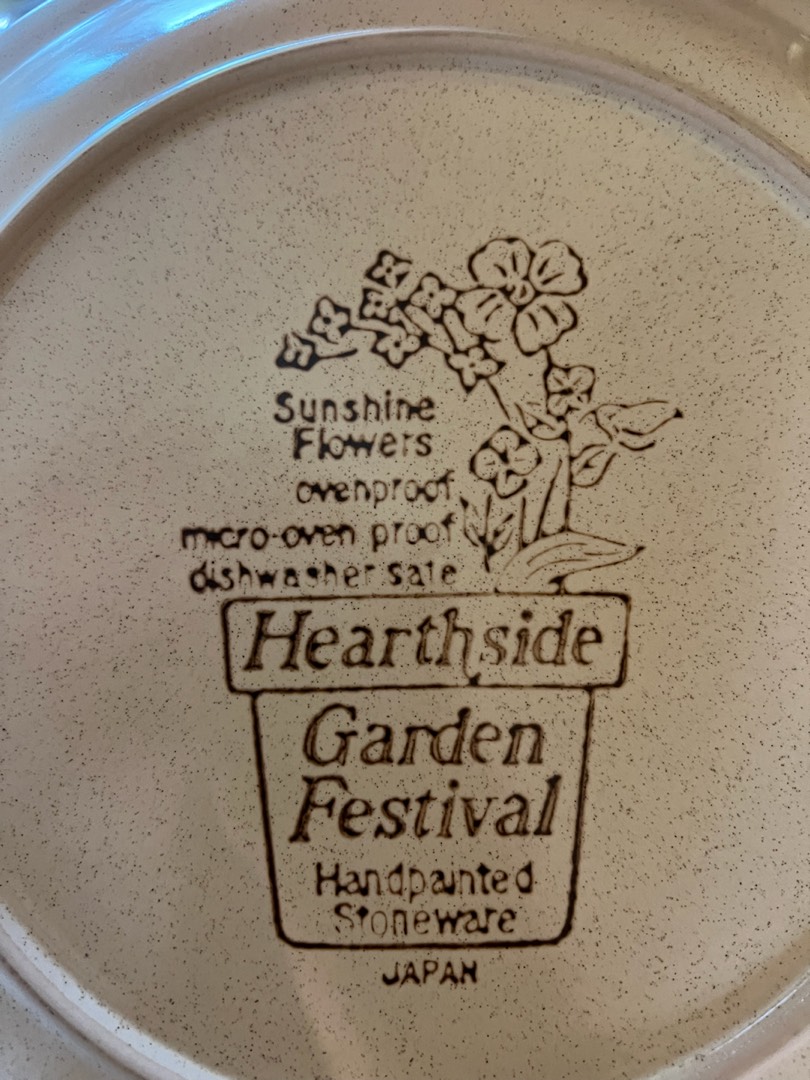 Sunshine
Flowers
ovenproof
micro-oven proof
dishwasher safe
Hearthside
Garden
Festival
Handpainted
Stoneware
JAPAN